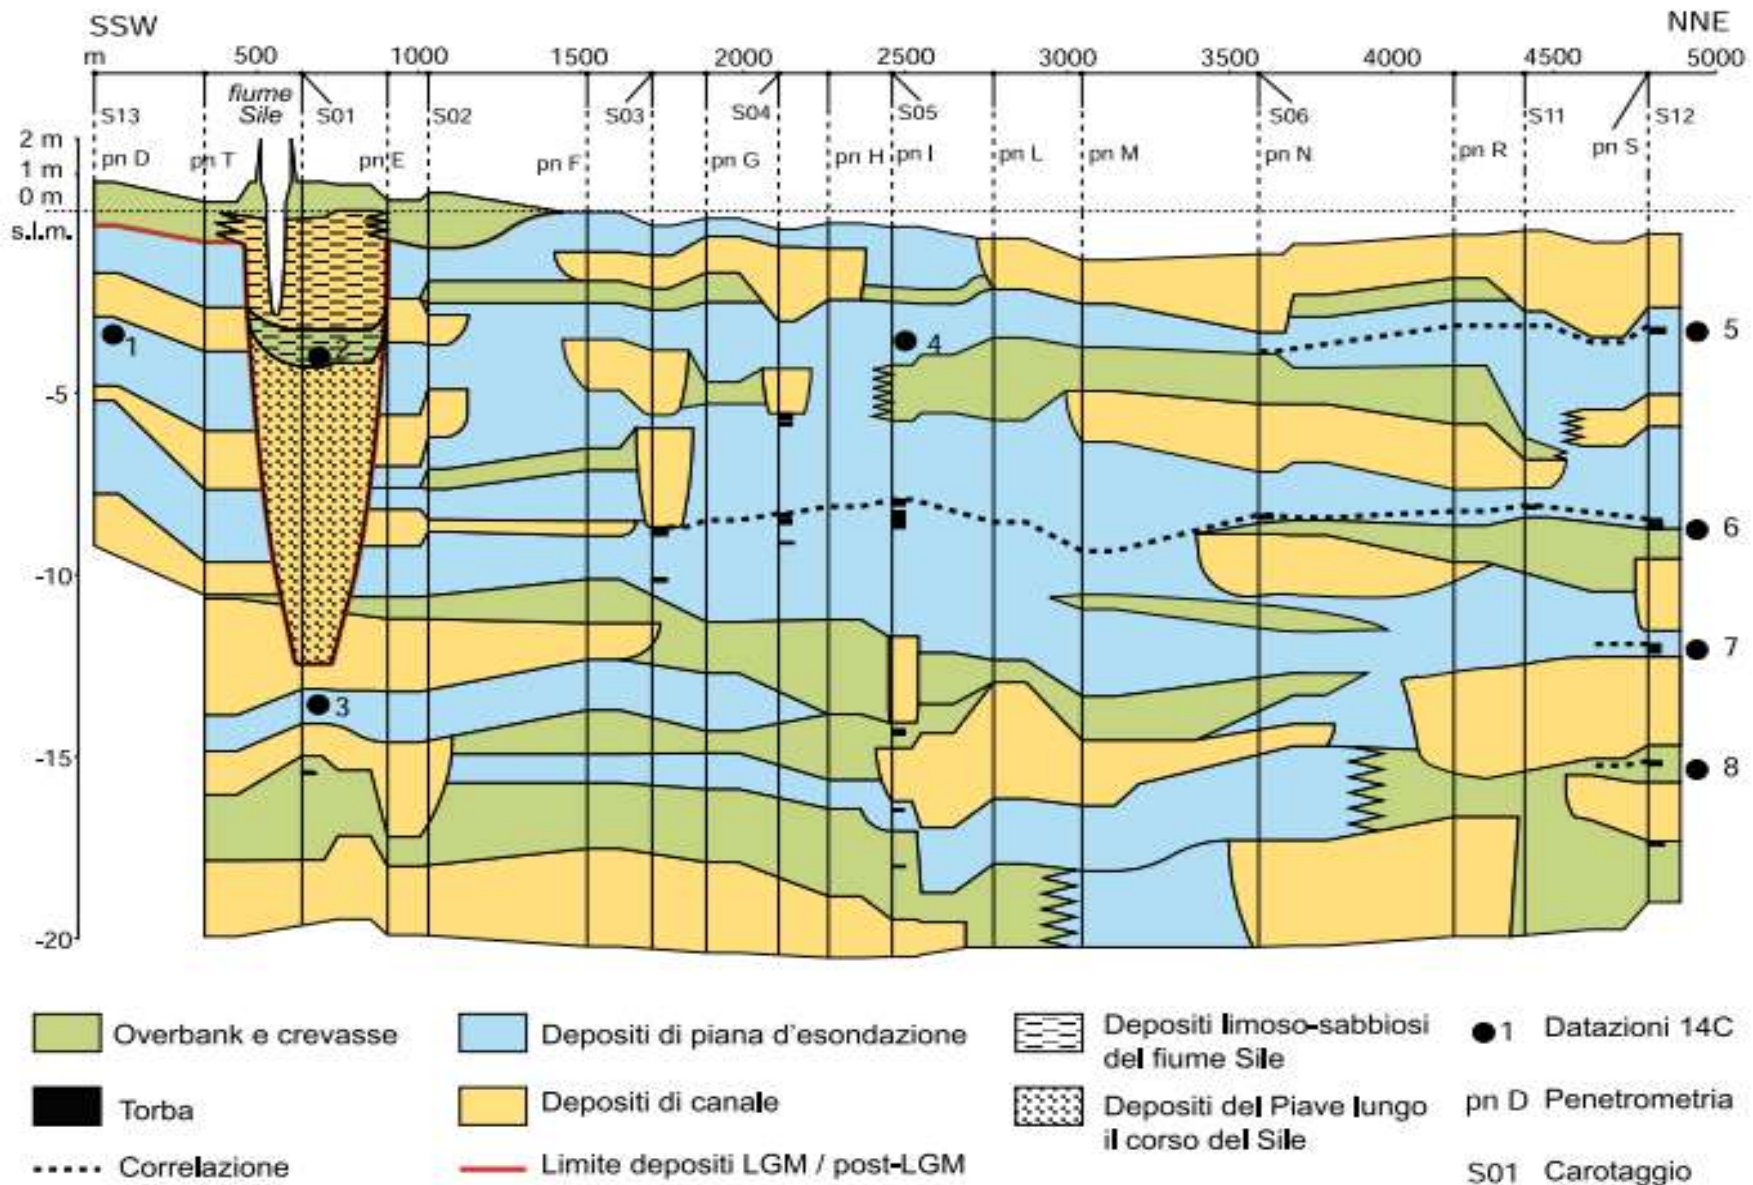 SSW NNE
m 500 1000 1500 2000 2500 3000 3500 4000 4500 5000
fiume
Sile
S13 S01 S02 S03 S04 S05 S06 S11 S12
2 m
1 m
0 m
s.l.m.
pn D pn T pn E pn F pn G pn H pn I pn L pn M pn N pn R pn S
1 2 4 5
-5
6
-10
7
3
-15
8
-20
Overbank e crevasse
Depositi di piana d'esondazione
Depositi limoso-sabbiosi
del fiume Sile
1 Datazioni 14C
Torba
Depositi di canale
Depositi del Piave lungo
il corso del Sile
pn D Penetrometria
Correlazione
Limite depositi LGM / post-LGM
S01 Carotaggio